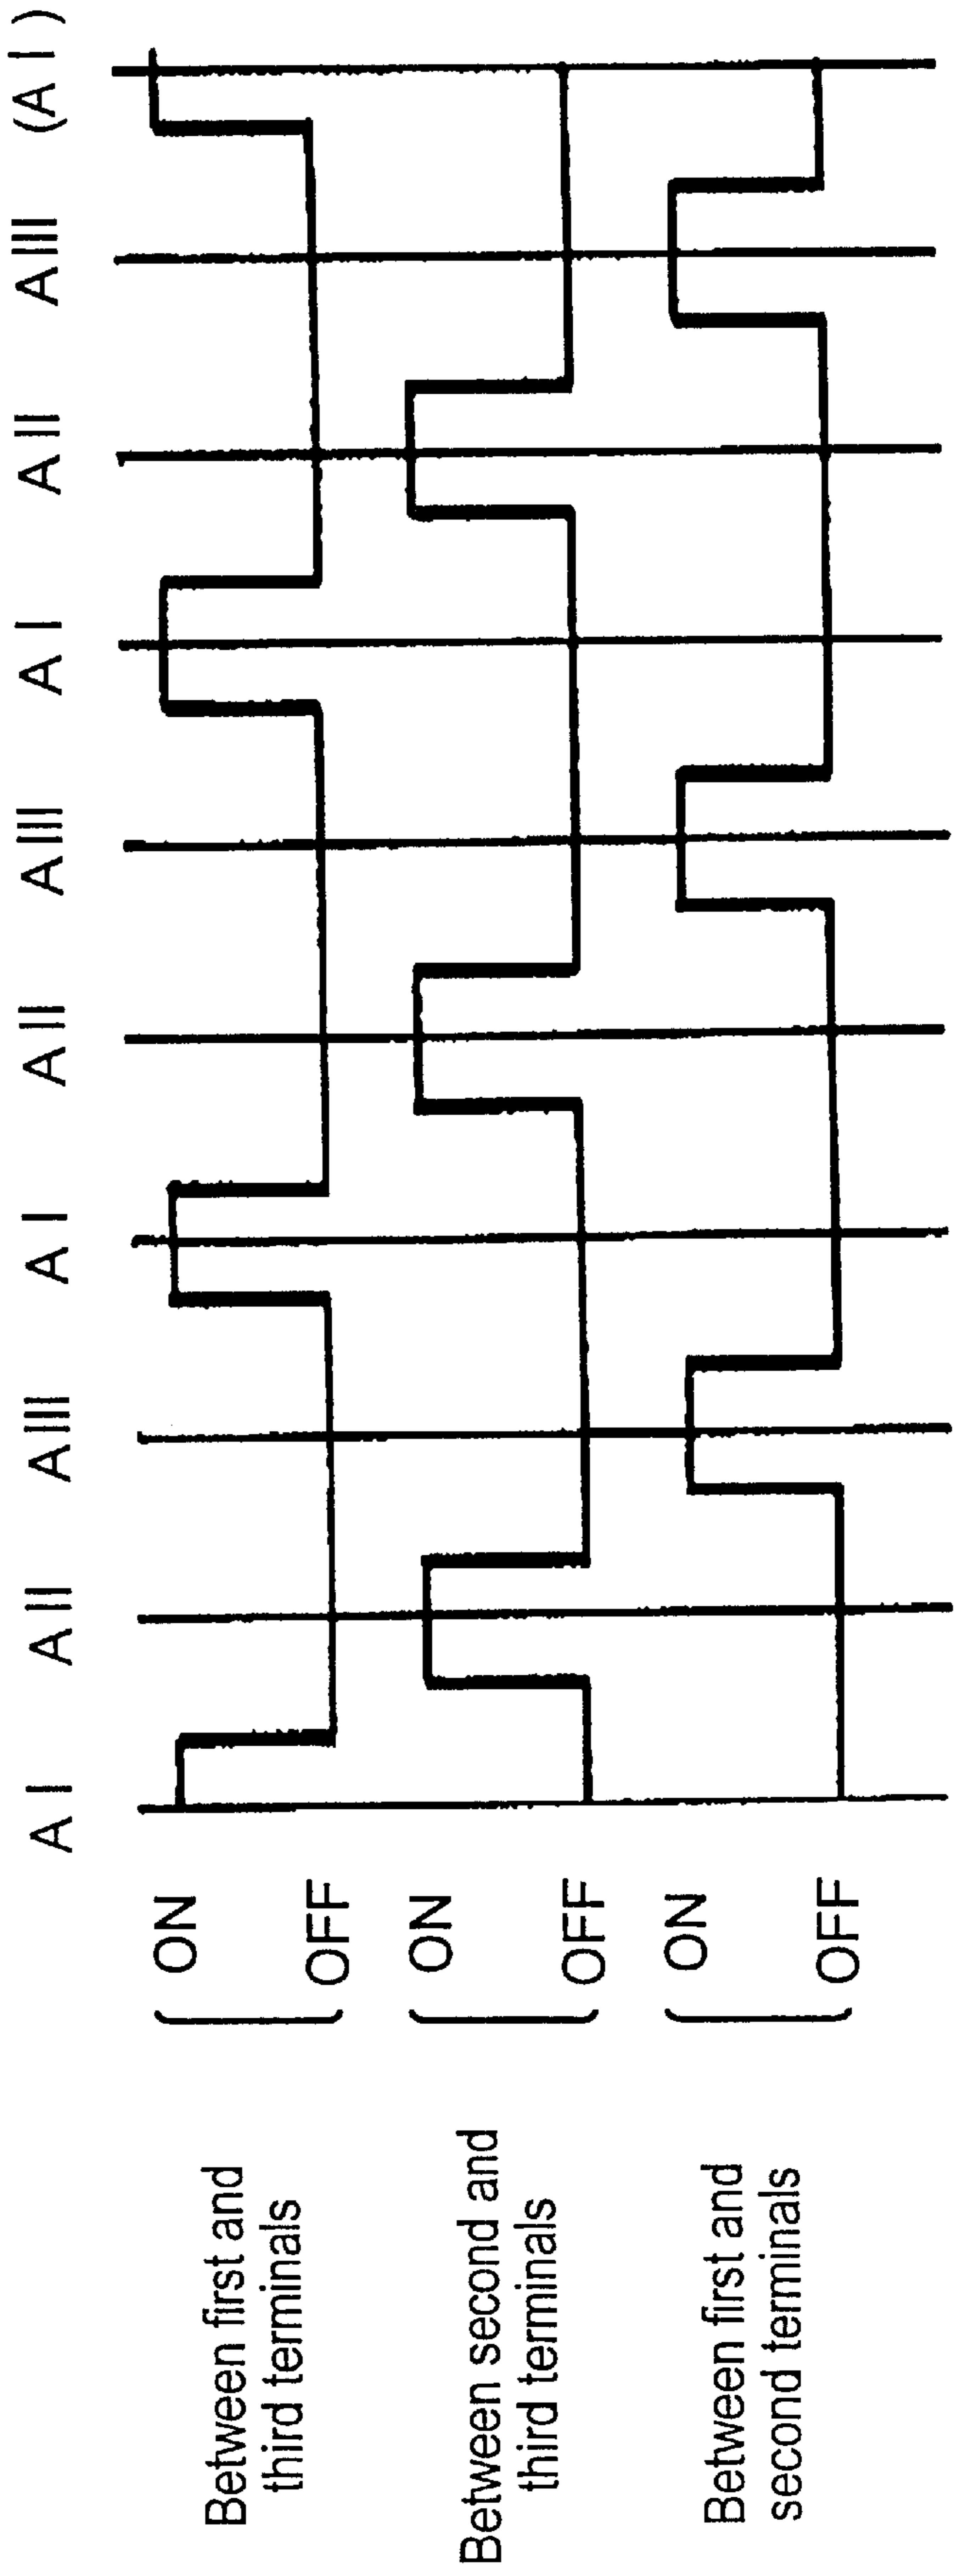 A I A II A III A I A II A III A I A II A III (A I)
Between first and
third terminals
ON
OFF
Between second and
third terminals
ON
OFF
Between first and
second terminals
ON
OFF